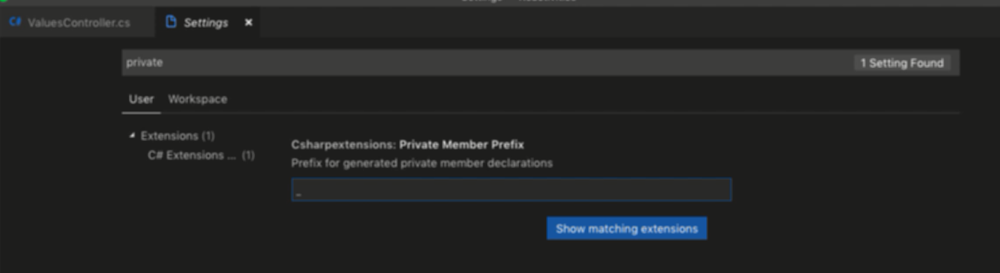 C# ValuesController.cs
Settings
private
1 Setting Found
User Workspace
Extensions (1)
C# Extensions ... (1)
Csharpextensions: Private Member Prefix
Prefix for generated private member declarations
_
Show matching extensions